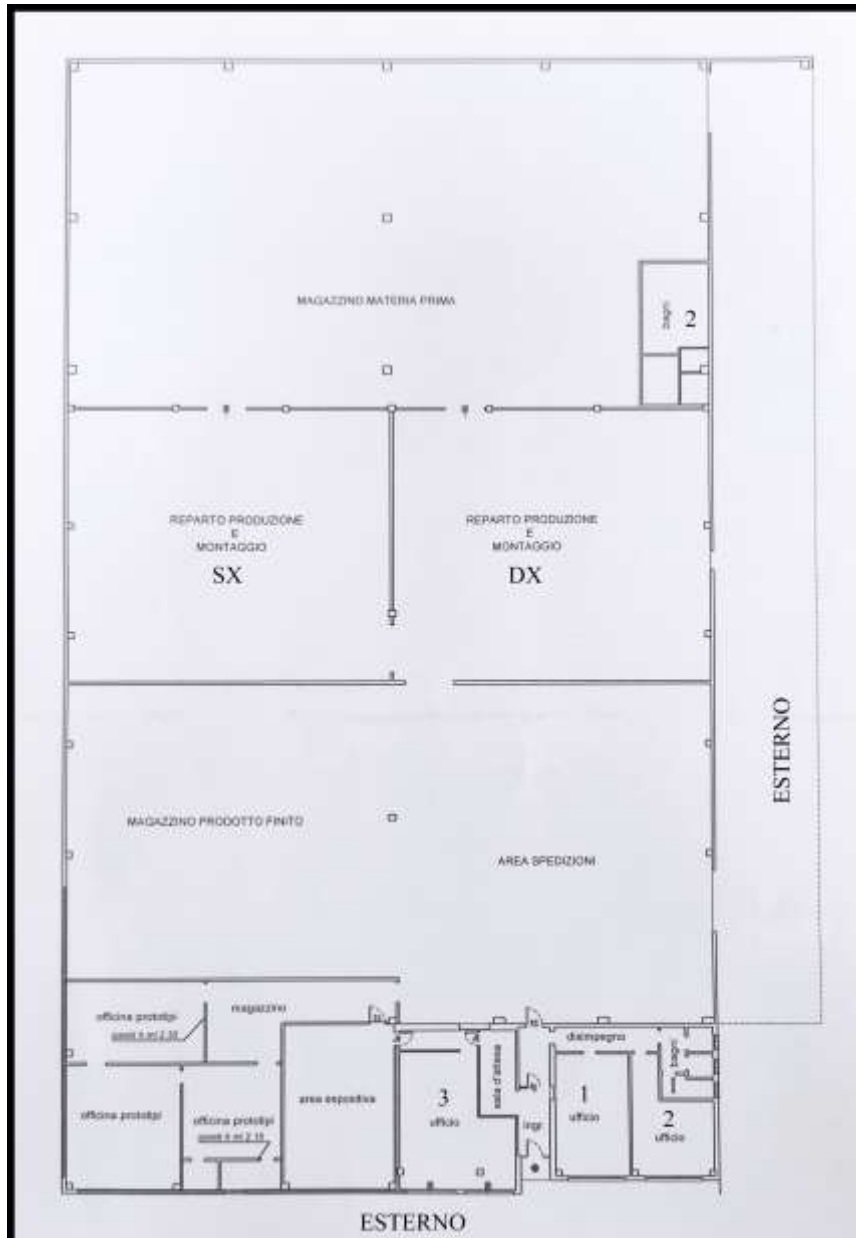 MAGAZZINO MATERIA PRIMA
bagni
2
REPARTO PRODUZIONE
E
MONTAGGIO
SX
REPARTO PRODUZIONE
E
MONTAGGIO
DX
ESTERNO
MAGAZZINO PRODOTTO FINITO
AREA SPEDIZIONI
officina prototipi
magazzino
officina prototipi
officina prototipi
area espositiva
3
ufficio
sala d'attesa
ingr.
disimpegno
bagni
1
ufficio
2
ufficio
ESTERNO